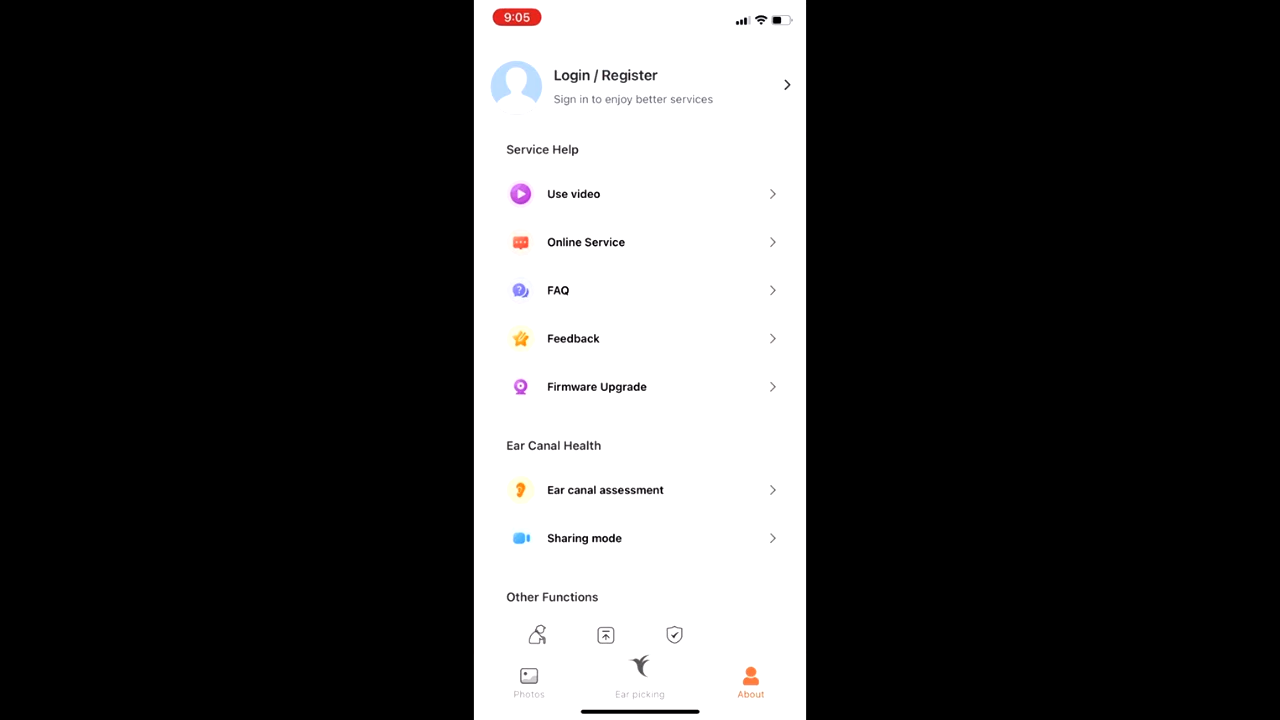 9:05
Login / Register
Sign in to enjoy better services
Service Help
Use video
Online Service
FAQ
Feedback
Firmware Upgrade
Ear Canal Health
Ear canal assessment
Sharing mode
Other Functions
Photos
Ear picking
About